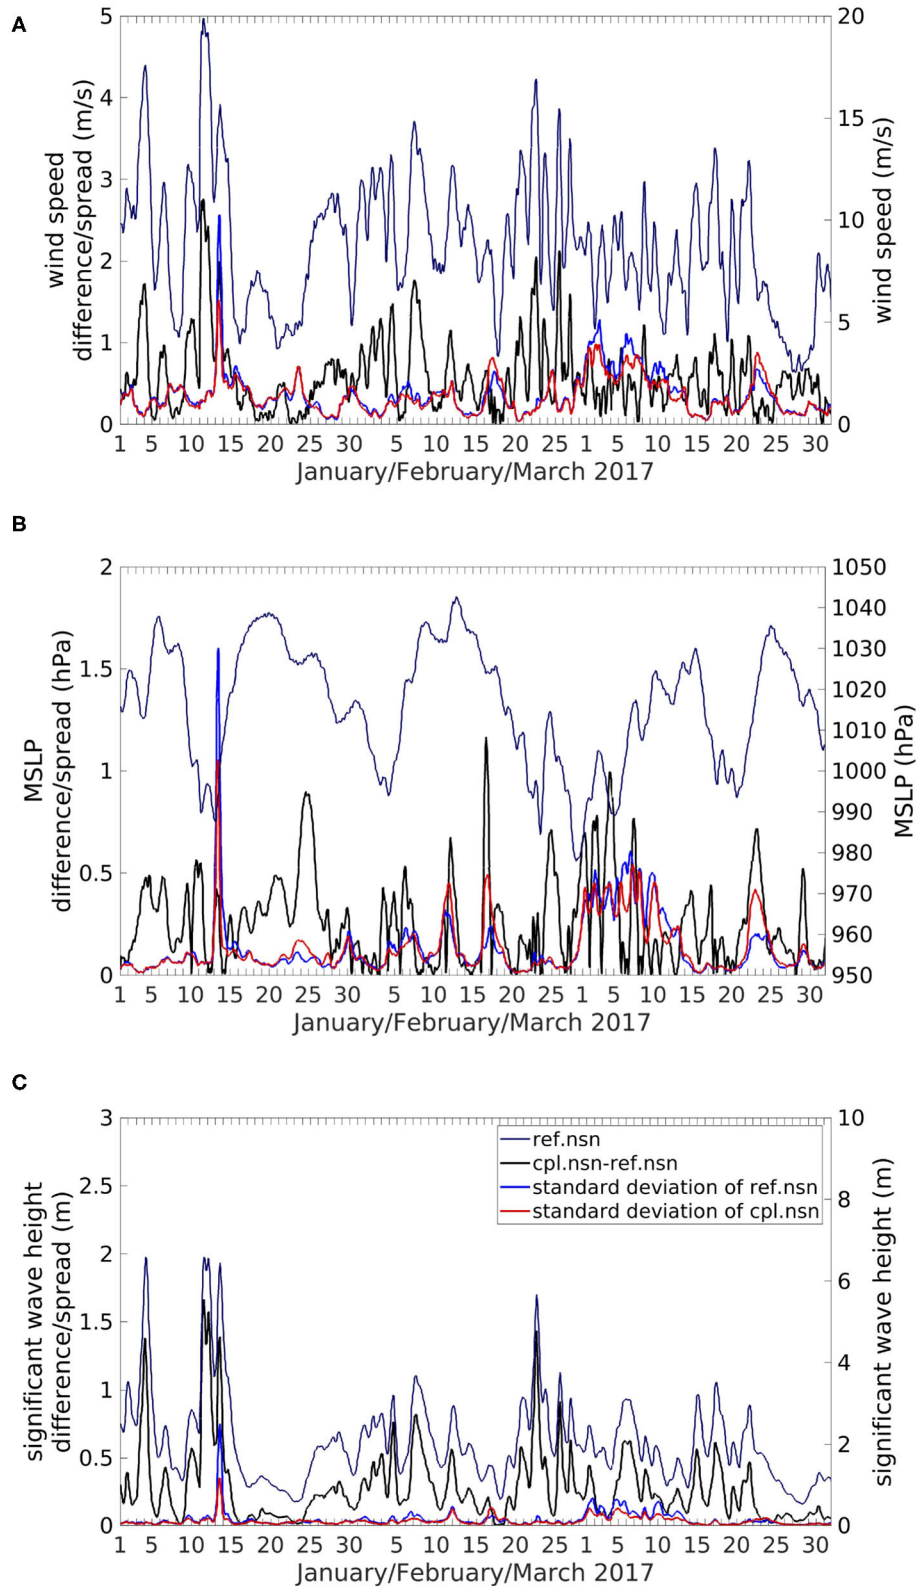 A
5
4
3
2
1
0
wind speed
difference/spread (m/s)
20
15
10
5
0
wind speed (m/s)
1 5 10 15 20 25 30 5 10 15 20 25 1 5 10 15 20 25 30
January/February/March 2017
B
2
1.5
1
0.5
0
MSLP
difference/spread (hPa)
1050
1040
1030
1020
1010
1000
990
980
970
960
950
MSLP (hPa)
1 5 10 15 20 25 30 5 10 15 20 25 1 5 10 15 20 25 30
January/February/March 2017
C
3
2.5
2
1.5
1
0.5
0
significant wave height
difference/spread (m)
ref.nsn
cpl.nsn-ref.nsn
standard deviation of ref.nsn
standard deviation of cpl.nsn
10
8
6
4
2
0
significant wave height (m)
1 5 10 15 20 25 30 5 10 15 20 25 1 5 10 15 20 25 30
January/February/March 2017